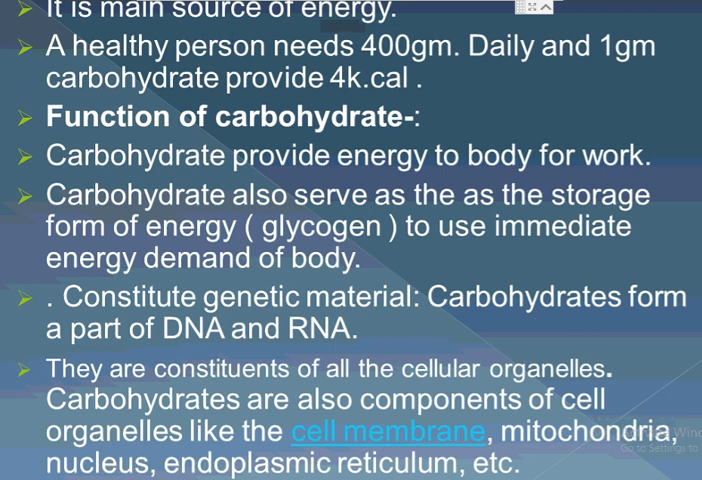 It is main source of energy.
A healthy person needs 400gm. Daily and 1gm
carbohydrate provide 4k.cal .
Function of carbohydrate-:
Carbohydrate provide energy to body for work.
Carbohydrate also serve as the as the storage
form of energy ( glycogen ) to use immediate
energy demand of body.
. Constitute genetic material: Carbohydrates form
a part of DNA and RNA.
They are constituents of all the cellular organelles.
Carbohydrates are also components of cell
organelles like the cell membrane, mitochondria,
nucleus, endoplasmic reticulum, etc.
Go to Settings to